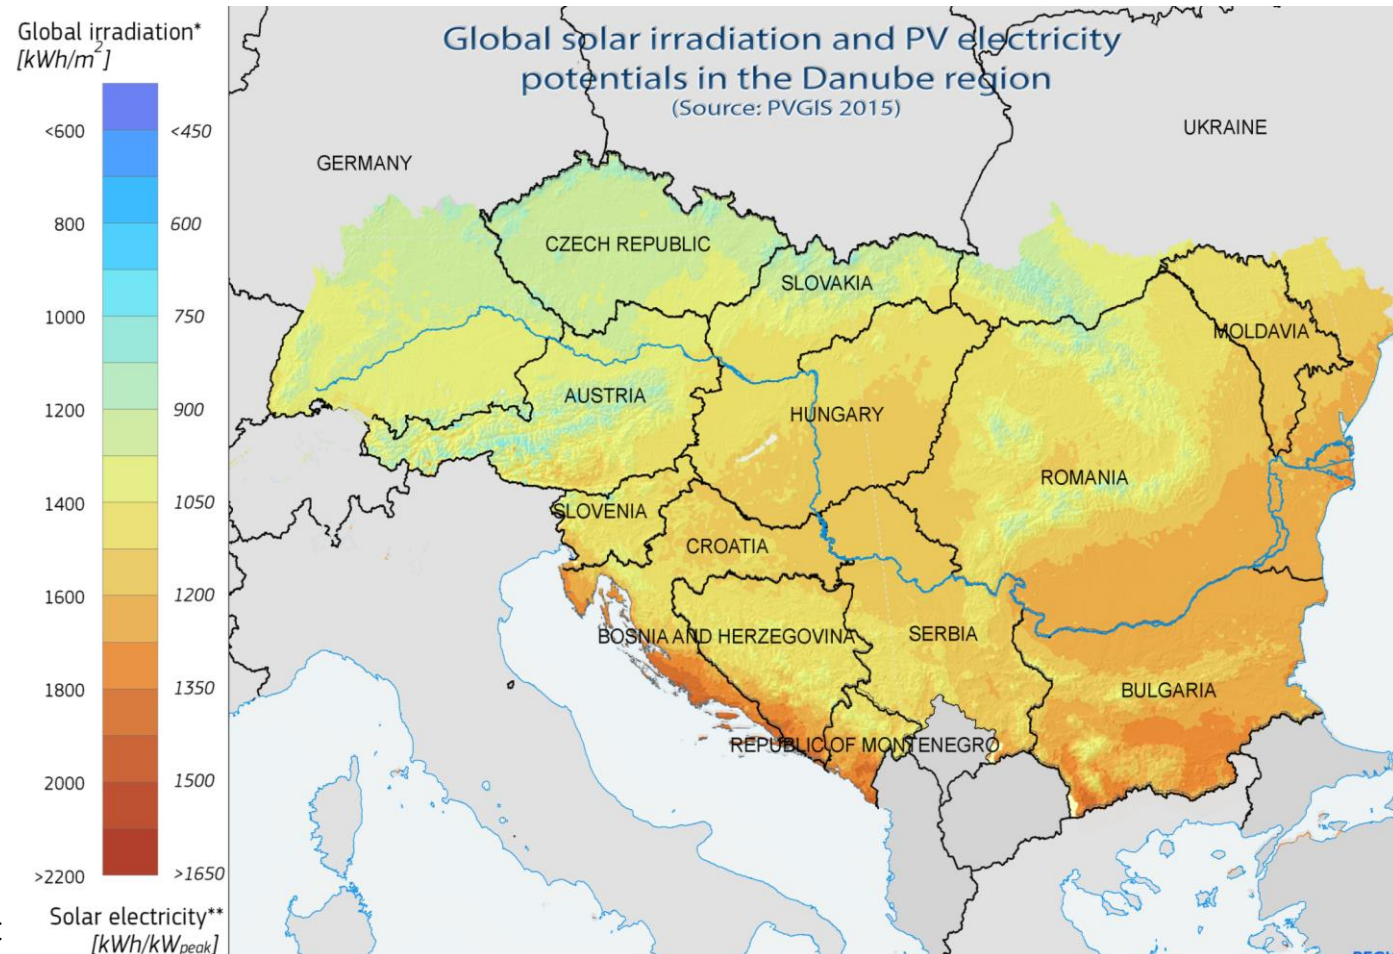 Global irradiation*
[kWh/m²]
<600
<450
800
600
1000
750
1200
900
1400
1050
1600
1200
1800
1350
2000
1500
>2200
>1650
Solar electricity**
[kWh/kWpeak]
Global solar irradiation and PV electricity
potentials in the Danube region
(Source: PVGIS 2015)
UKRAINE
GERMANY
CZECH REPUBLIC
SLOVAKIA
MOLDAVIA
AUSTRIA
HUNGARY
ROMANIA
SLOVENIA
CROATIA
BOSNIA AND HERZEGOVINA
SERBIA
BULGARIA
REPUBLIC OF MONTENEGRO